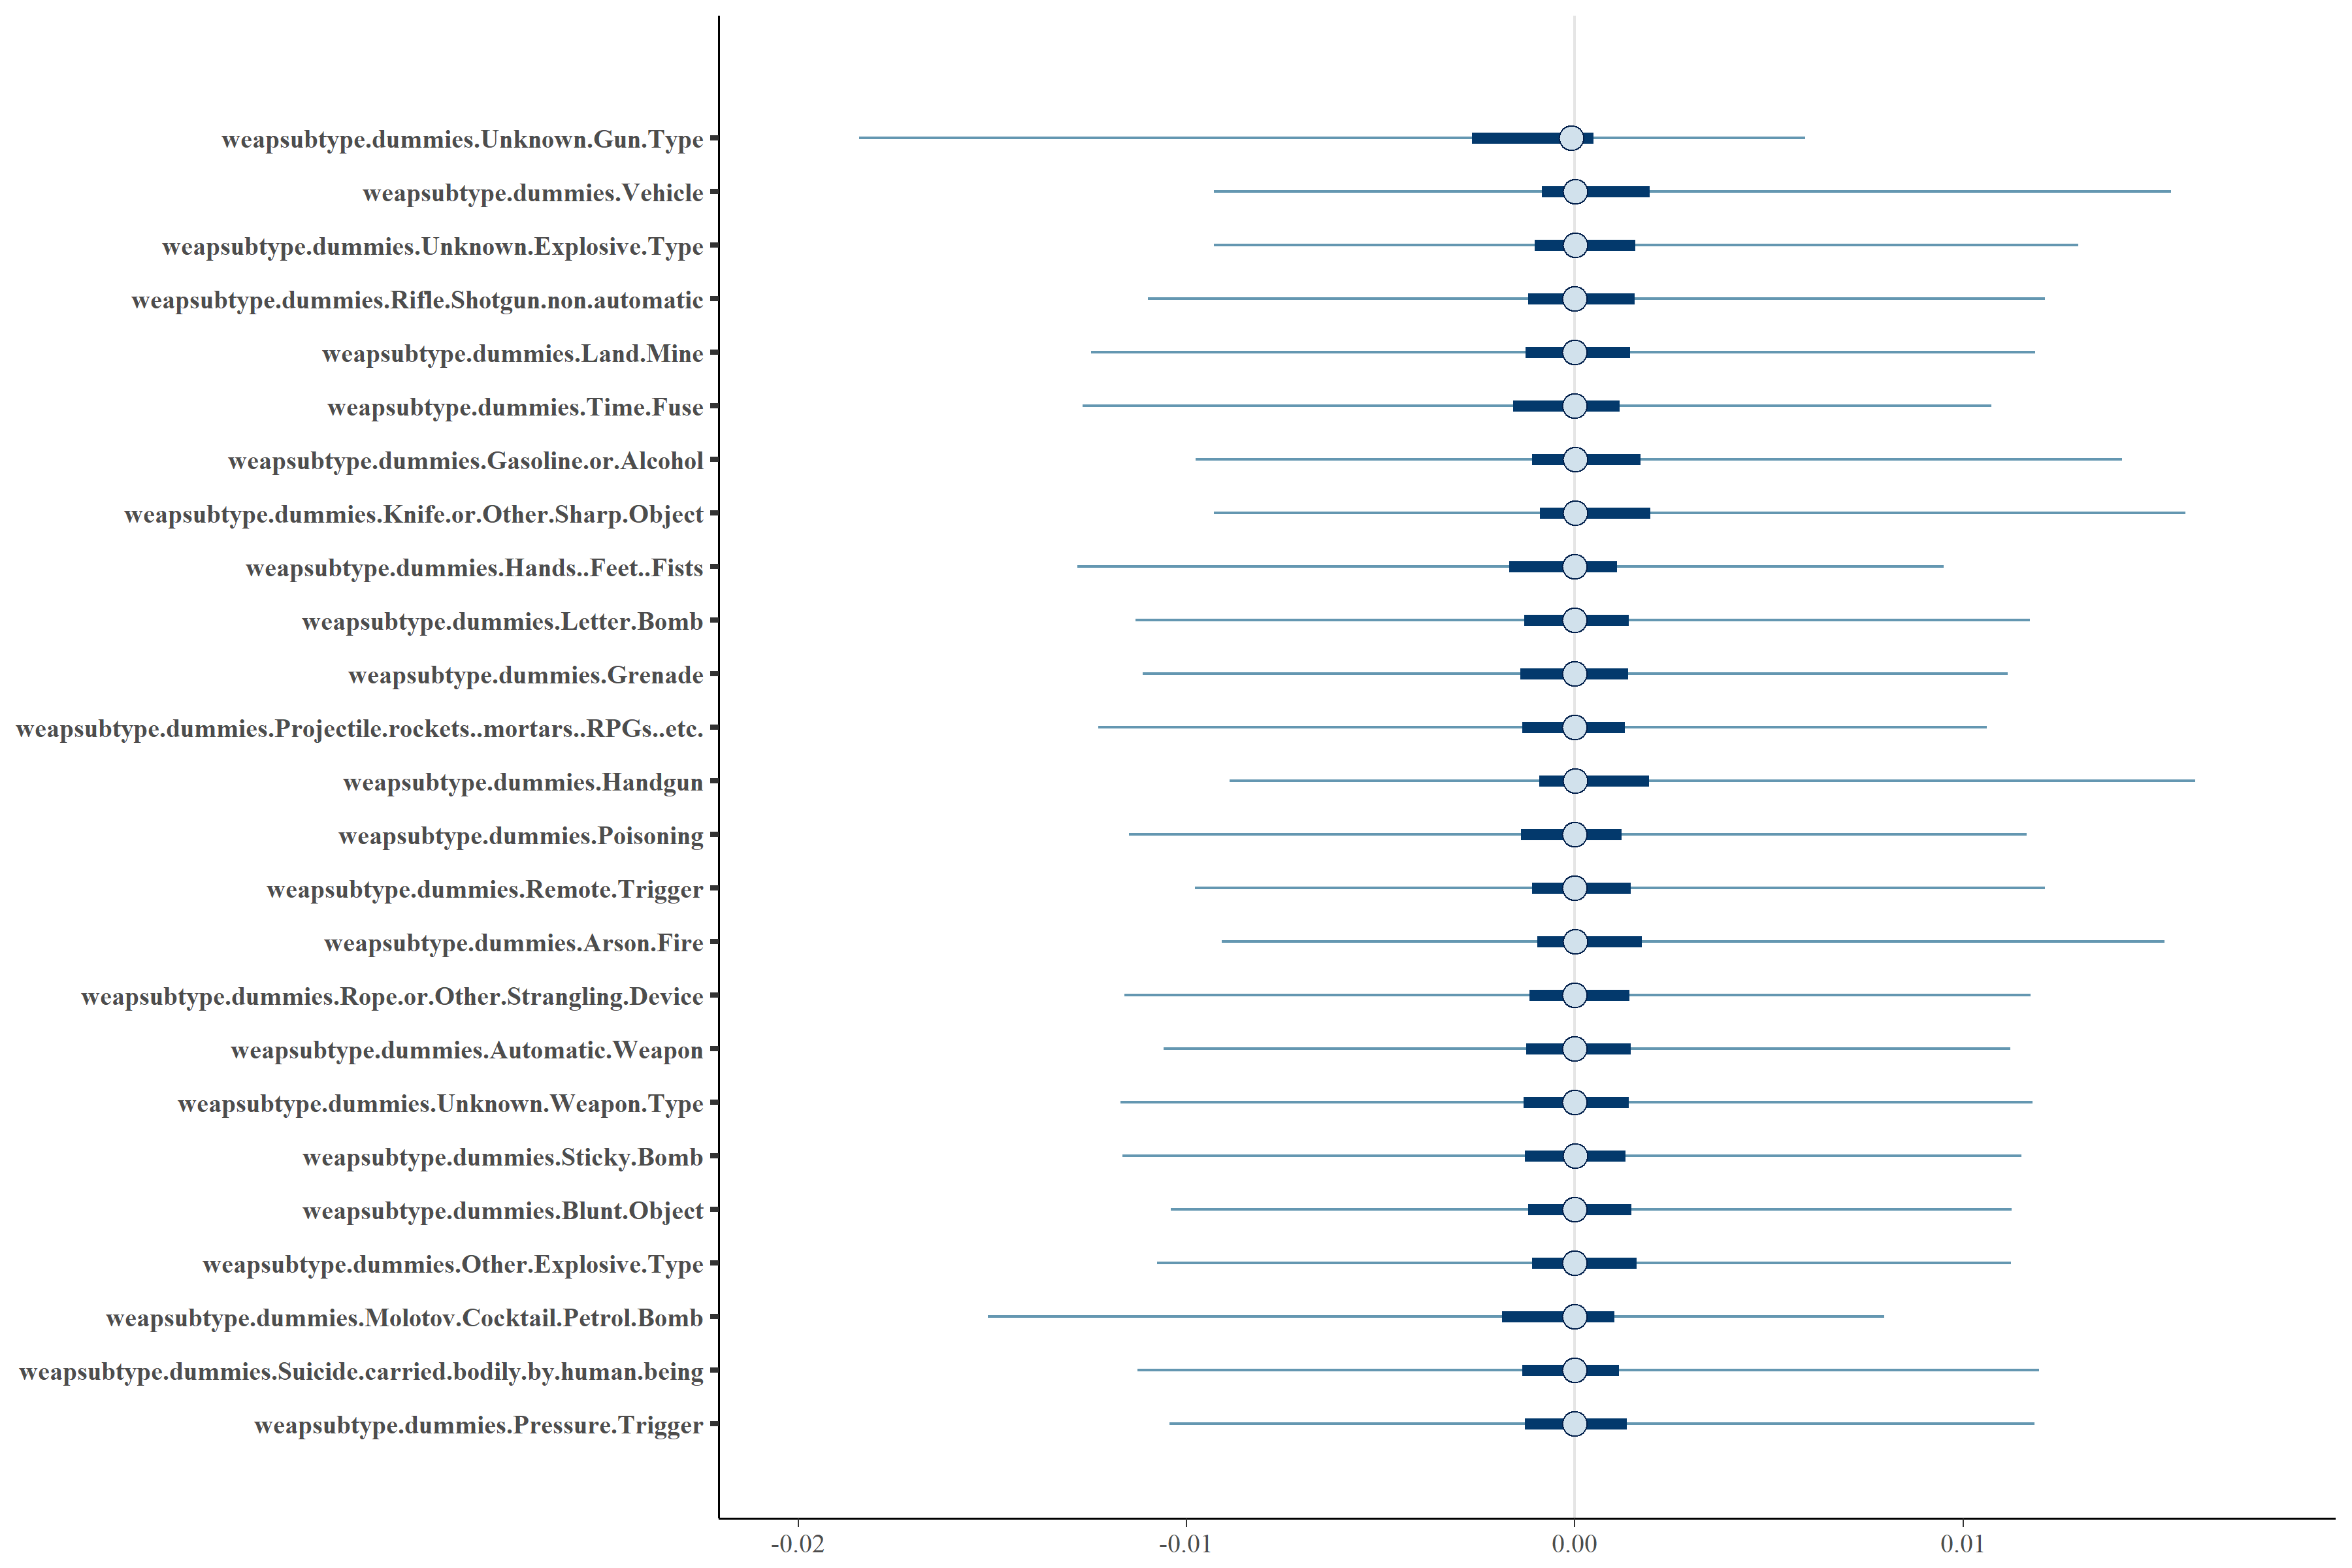 weapsubtype.dummies.Unknown.Gun.Type
weapsubtype.dummies.Vehicle
weapsubtype.dummies.Unknown.Explosive.Type
weapsubtype.dummies.Rifle.Shotgun.non.automatic
weapsubtype.dummies.Land.Mine
weapsubtype.dummies.Time.Fuse
weapsubtype.dummies.Gasoline.or.Alcohol
weapsubtype.dummies.Knife.or.Other.Sharp.Object
weapsubtype.dummies.Hands..Feet..Fists
weapsubtype.dummies.Letter.Bomb
weapsubtype.dummies.Grenade
weapsubtype.dummies.Projectile.rockets..mortars..RPGs..etc.
weapsubtype.dummies.Handgun
weapsubtype.dummies.Poisoning
weapsubtype.dummies.Remote.Trigger
weapsubtype.dummies.Arson.Fire
weapsubtype.dummies.Rope.or.Other.Strangling.Device
weapsubtype.dummies.Automatic.Weapon
weapsubtype.dummies.Unknown.Weapon.Type
weapsubtype.dummies.Sticky.Bomb
weapsubtype.dummies.Blunt.Object
weapsubtype.dummies.Other.Explosive.Type
weapsubtype.dummies.Molotov.Cocktail.Petrol.Bomb
weapsubtype.dummies.Suicide.carried.bodily.by.human.being
weapsubtype.dummies.Pressure.Trigger
-0.02 -0.01 0.00 0.01